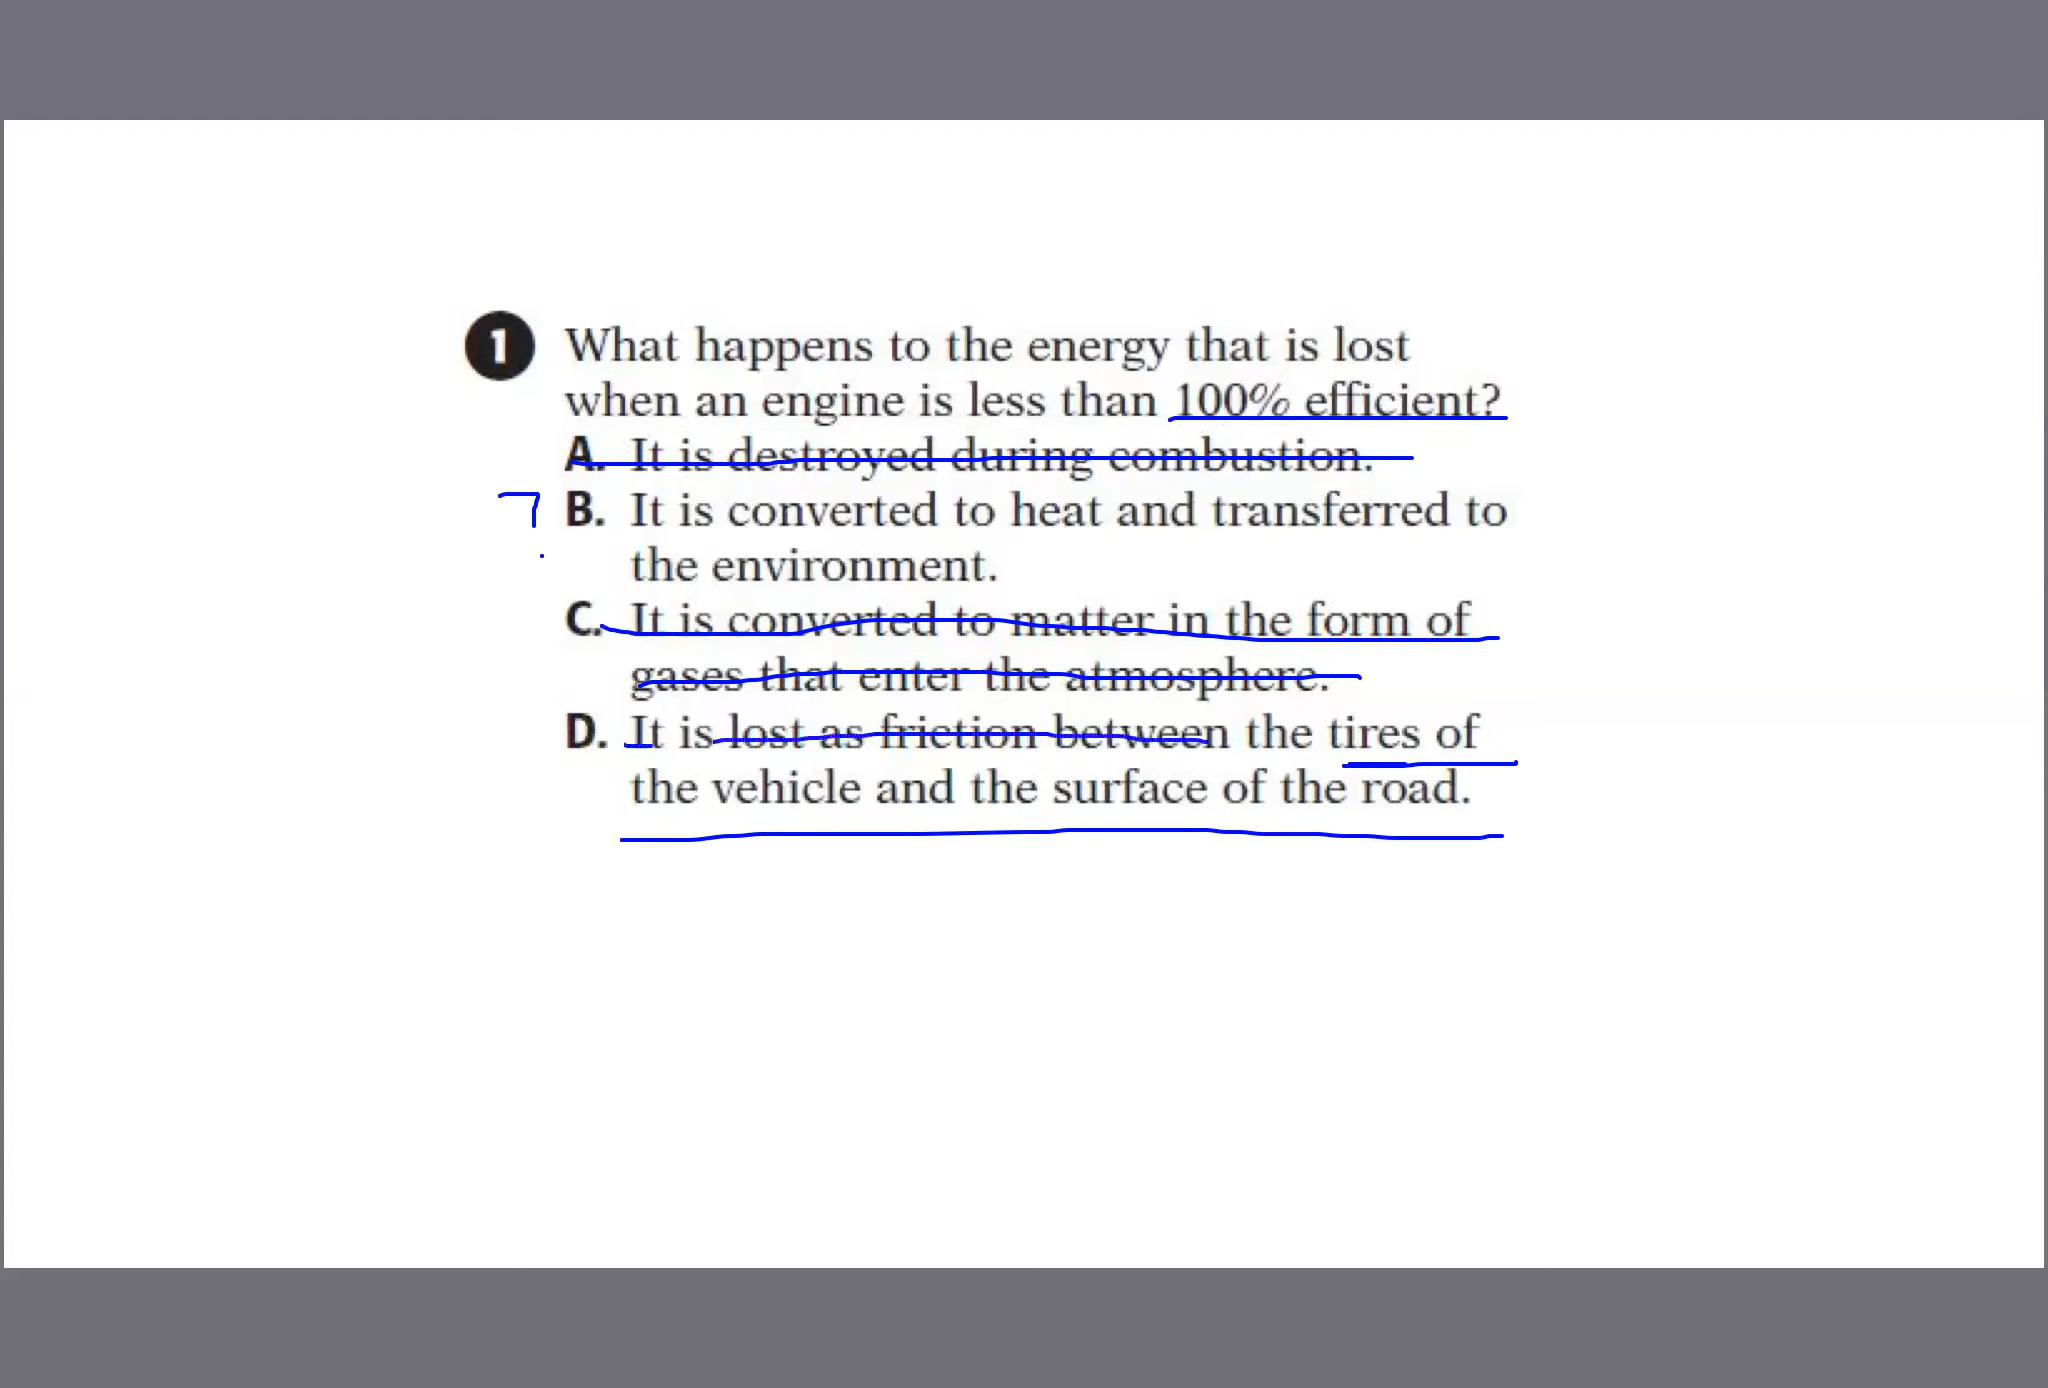 1 What happens to the energy that is lost
when an engine is less than 100% efficient?
A. It is destroyed during combustion.
B. It is converted to heat and transferred to
the environment.
C. It is converted to matter in the form of
gases that enter the atmosphere.
D. It is lost as friction between the tires of
the vehicle and the surface of the road.